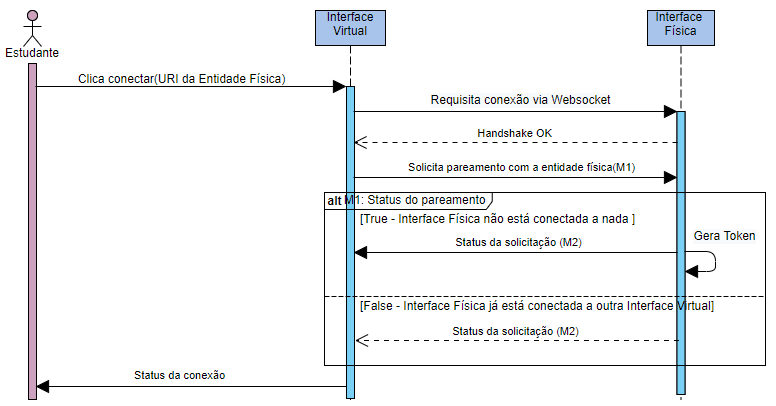 Interface
Virtual
Interface
Física
Estudante
Clica conectar(URI da Entidade Física)
Requisita conexão via Websocket
Handshake OK
Solicita pareamento com a entidade física(M1)
alt M1: Status do pareamento
[True - Interface Física não está conectada a nada ]
Gera Token
Status da solicitação (M2)
[False - Interface Física já está conectada a outra Interface Virtual]
Status da solicitação (M2)
Status da conexão